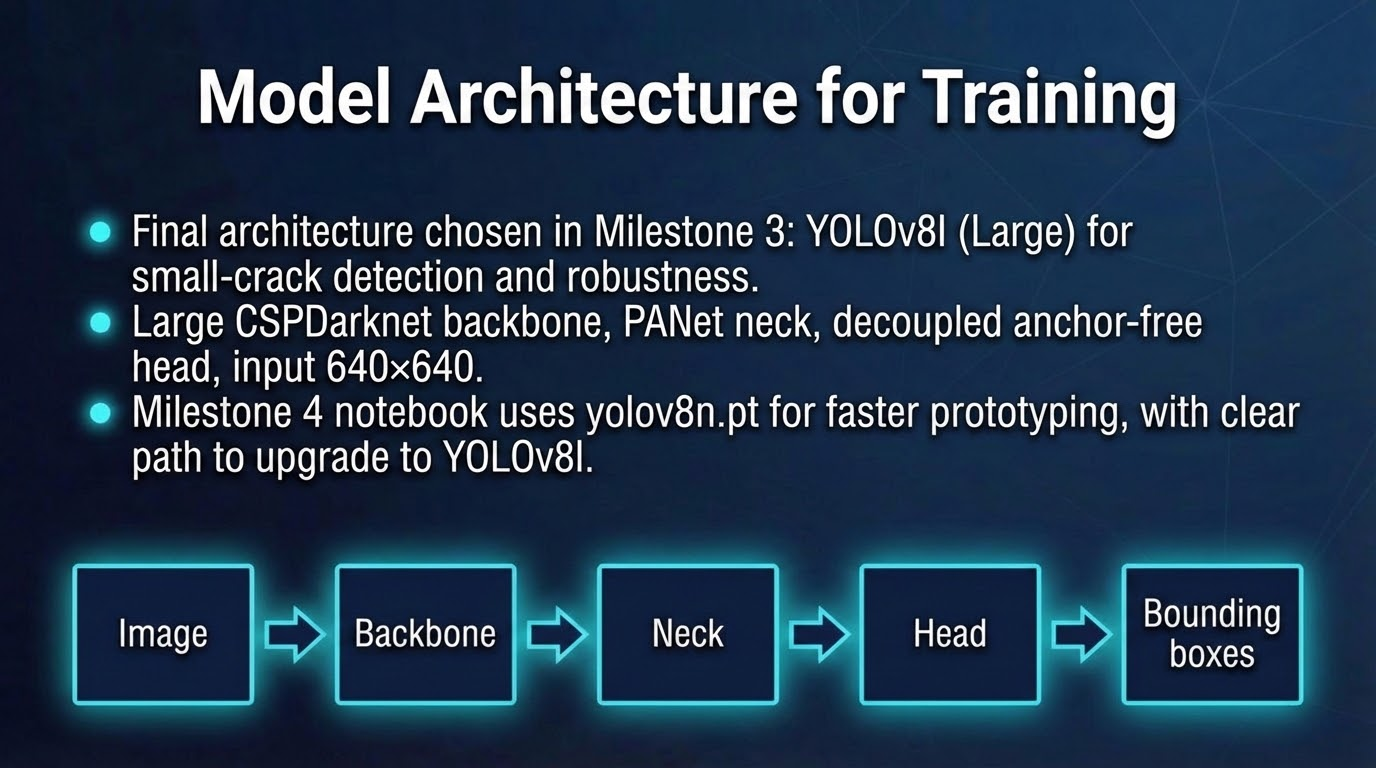 Model Architecture for Training
Final architecture chosen in Milestone 3: YOLOv8l (Large) for
small-crack detection and robustness.
Large CSPDarknet backbone, PANet neck, decoupled anchor-free
head, input 640×640.
Milestone 4 notebook uses yolov8n.pt for faster prototyping, with clear
path to upgrade to YOLOv8l.
Image
Backbone
Neck
Head
Bounding
boxes